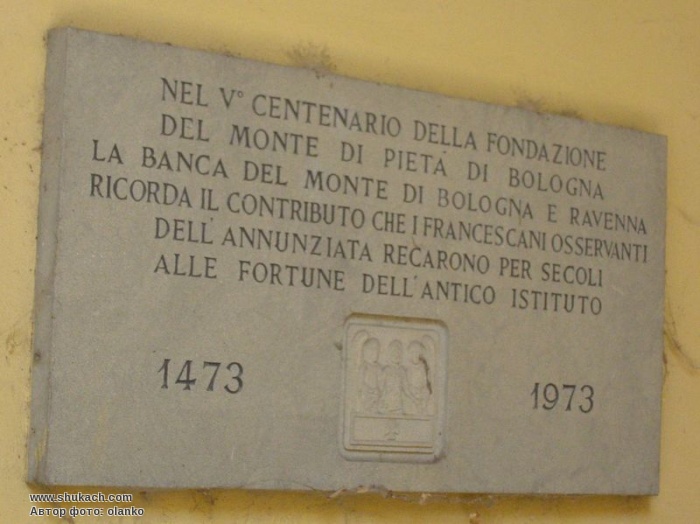 NEL V° CENTENARIO DELLA FONDAZIONE
DEL MONTE DI PIETÁ DI BOLOGNA
LA BANCA DEL MONTE DI BOLOGNA E RAVENNA
RICORDA IL CONTRIBUTO CHE I FRANCESCANI OSSERVANTI
DELL'ANNUNZIATA RECARONO PER SECOLI
ALLE FORTUNE DELL'ANTICO ISTITUTO
1473 1973
www.shukach.com
Автор фото: olanko